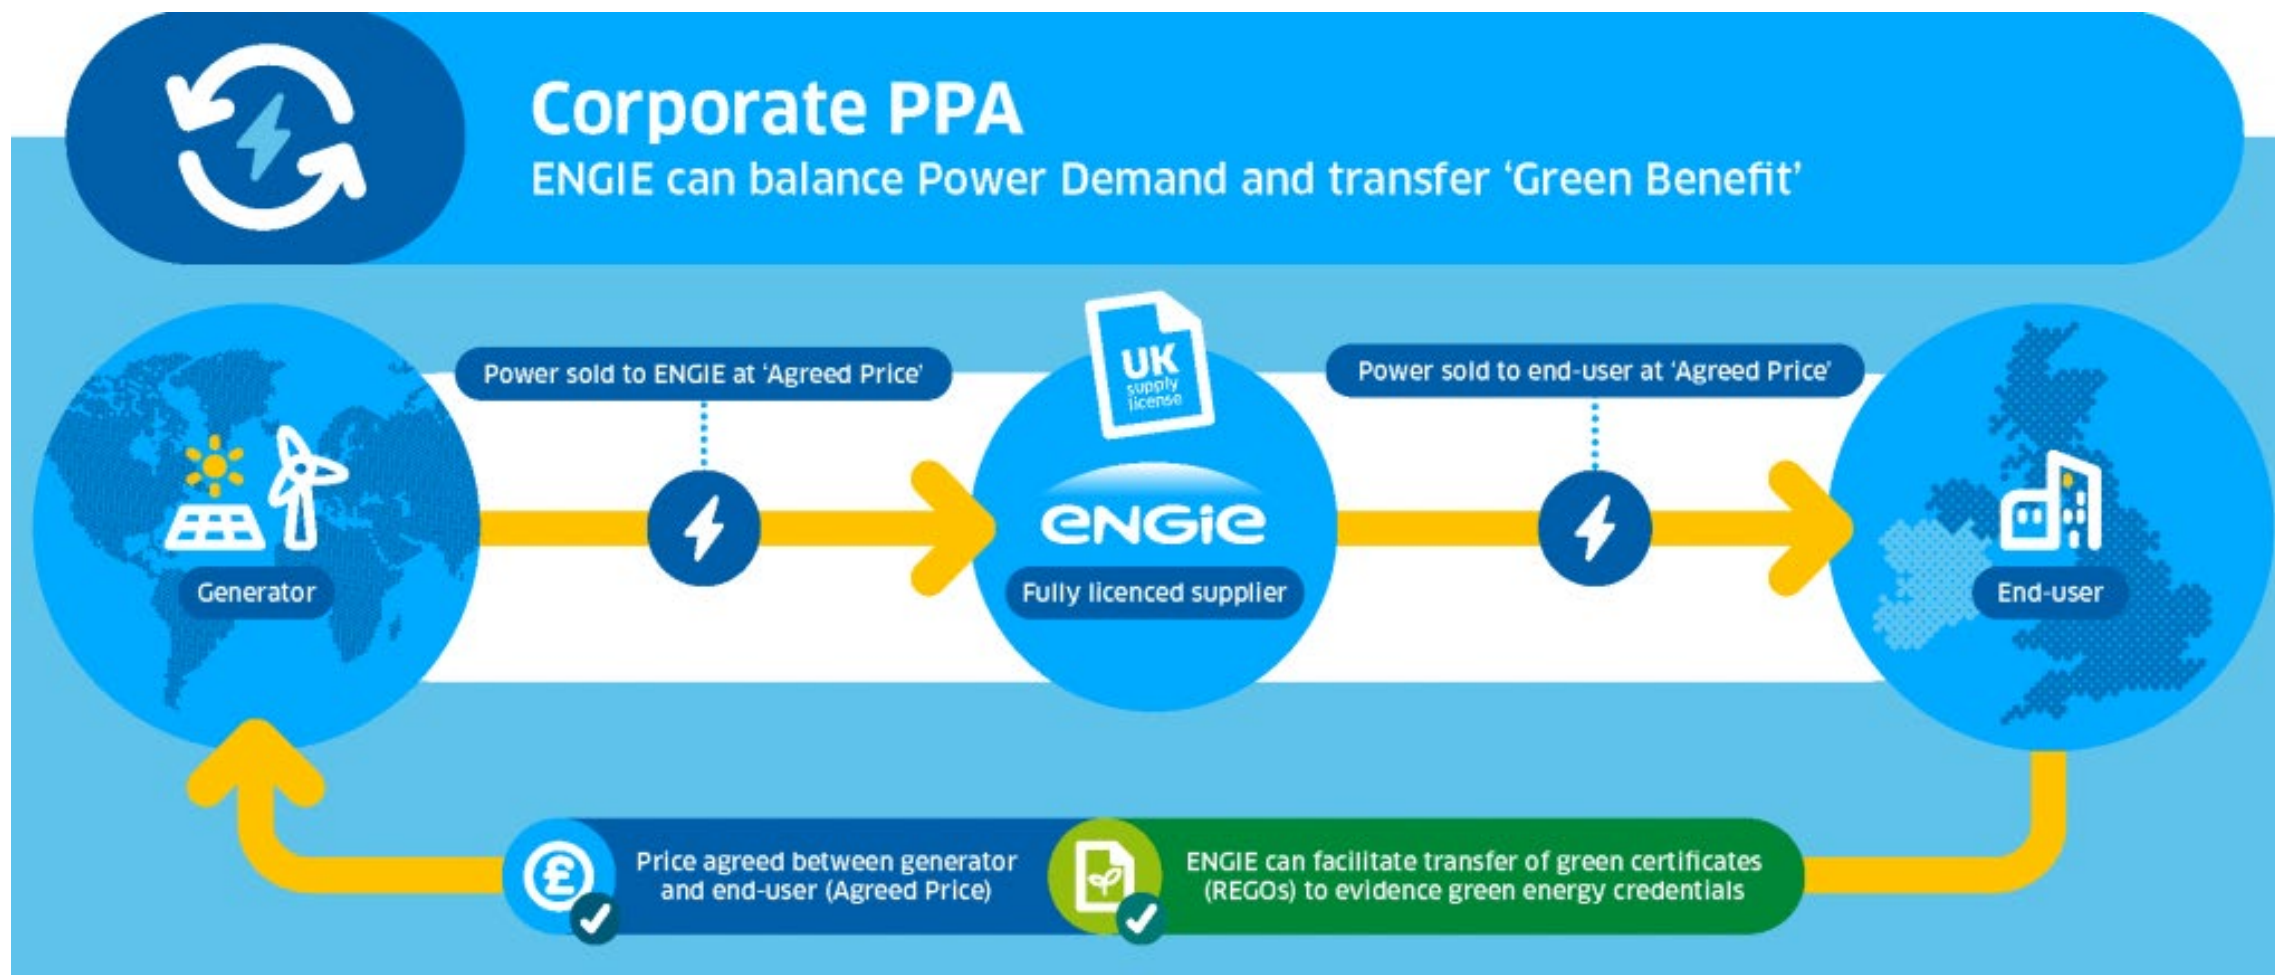 Corporate PPA
ENGIE can balance Power Demand and transfer ‘Green Benefit’
Power sold to ENGIE at ‘Agreed Price’
UK
supply
license
Power sold to end-user at ‘Agreed Price’
ENGIE
Generator
Fully licenced supplier
End-user
£
Price agreed between generator
and end-user (Agreed Price)
ENGIE can facilitate transfer of green certificates
(REGOs) to evidence green energy credentials